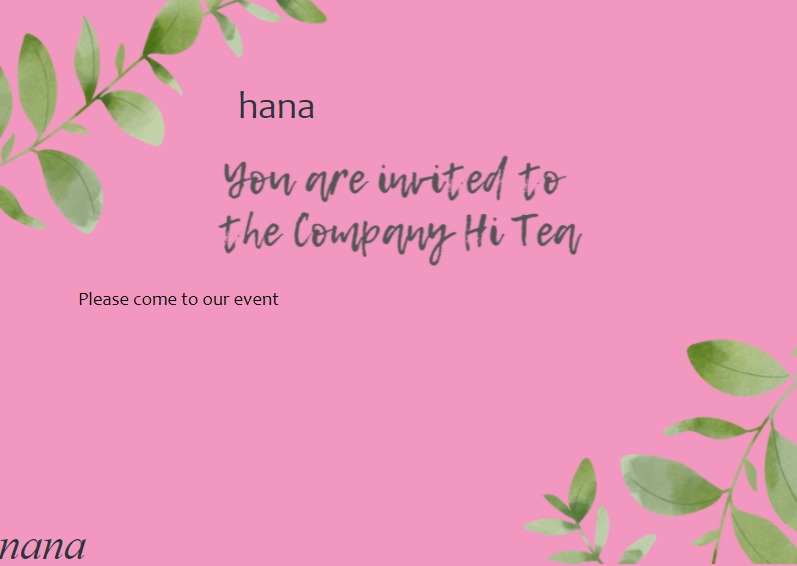 hana
You are invited to
the Company Hi Tea
Please come to our event
nana